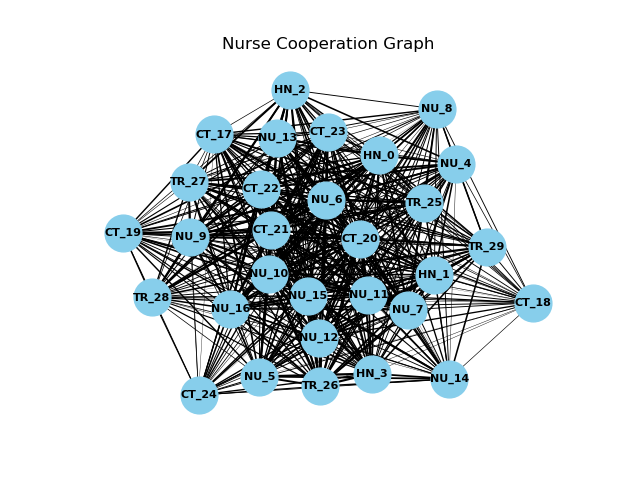 Nurse Cooperation Graph
HN_2
NU_8
CT_17
NU_13
CT_23
HN_0
NU_4
TR_27
CT_22
NU_6
TR_25
CT_19
NU_9
CT_21
CT_20
TR_29
NU_10
HN_1
TR_28
NU_16
NU_15
NU_11
NU_7
CT_18
NU_12
CT_24
NU_5
TR_26
HN_3
NU_14